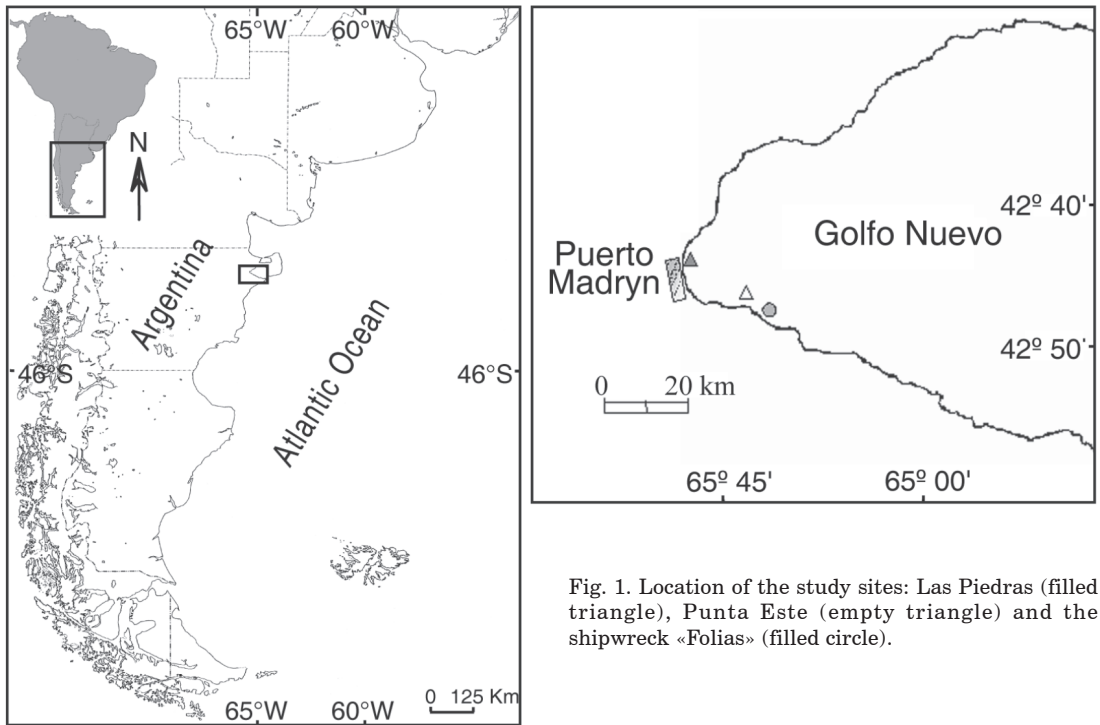 65°W 60°W
N
Argentina
Atlantic Ocean
46°S 46°S
0 125 Km
65°W 60°W
42º 40'
Golfo Nuevo
Puerto
Madryn
42º 50'
0 20 km
65º 45' 65º 00'
Fig. 1. Location of the study sites: Las Piedras (filled
triangle), Punta Este (empty triangle) and the
shipwreck «Folias» (filled circle).